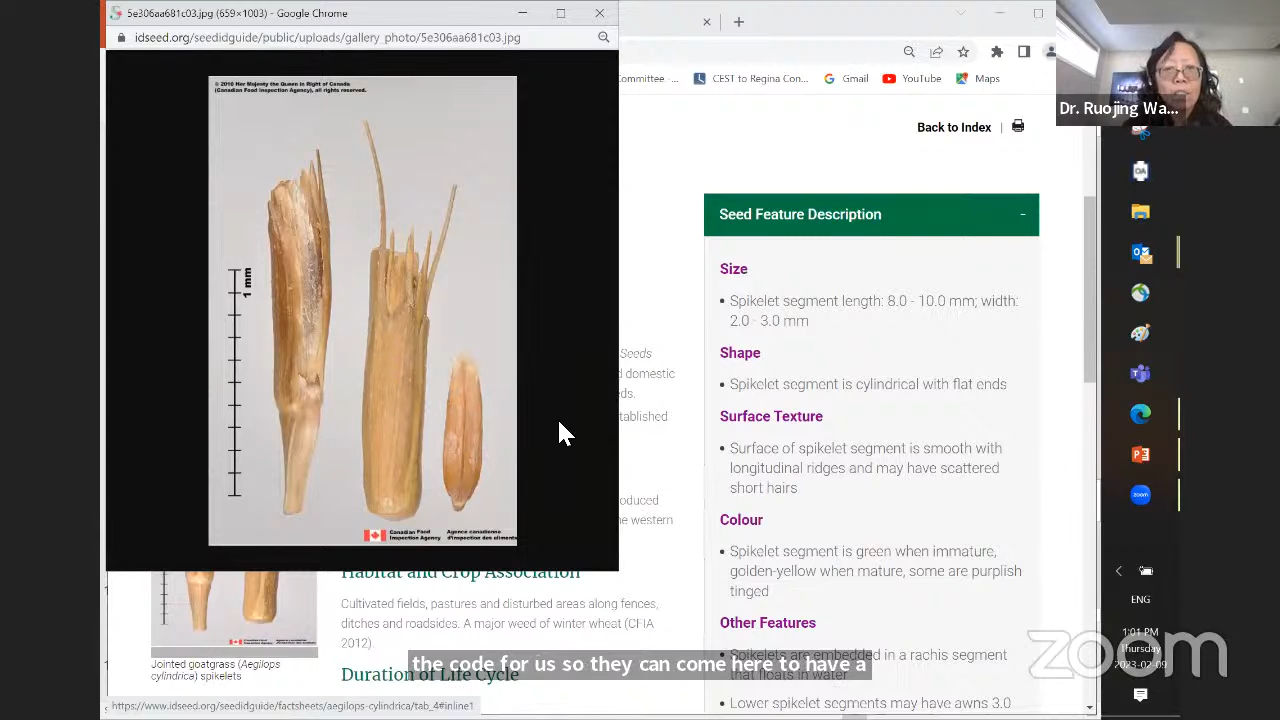 5e306aa681c03.jpg (659×1003) - Google Chrome
idseed.org/seedidguide/public/uploads/gallery_photo/5e306aa681c03.jpg
© 2010 Her Majesty the Queen in Right of Canada
(Canadian Food Inspection Agency), all rights reserved.
1 mm
Canadian Food
Inspection Agency
Agence canadienne
d'inspection des aliments
Committee -...
CEST to Region Con...
Gmail
YouTube
Maps
Dr. Ruojing Wa...
Back to Index
Seed Feature Description
Size
• Spikelet segment length: 8.0 - 10.0 mm; width:
2.0 - 3.0 mm
Shape
• Spikelet segment is cylindrical with flat ends
Surface Texture
• Surface of spikelet segment is smooth with
longitudinal ridges and may have scattered
short hairs
Colour
• Spikelet segment is green when immature,
golden-yellow when mature, some are purplish
tinged
Other Features
• Spikelets are embedded in a rachis segment
that floats in water
• Lower spikelet segments may have awns 3.0
Seeds
domestic
Habitat and Crop Association
Cultivated fields, pastures and disturbed areas along fences,
ditches and roadsides. A major weed of winter wheat (CFIA
2012).
Duration of Life Cycle
Jointed goatgrass (Aegilops
cylindrica) spikelets
the code for us so they can come here to have a
https://www.idseed.org/seedidguide/factsheets/aegilops-cylindrica/tab_4#inline1
ENG
1:01 PM
Thursday
2023-02-09
zoom
zoom